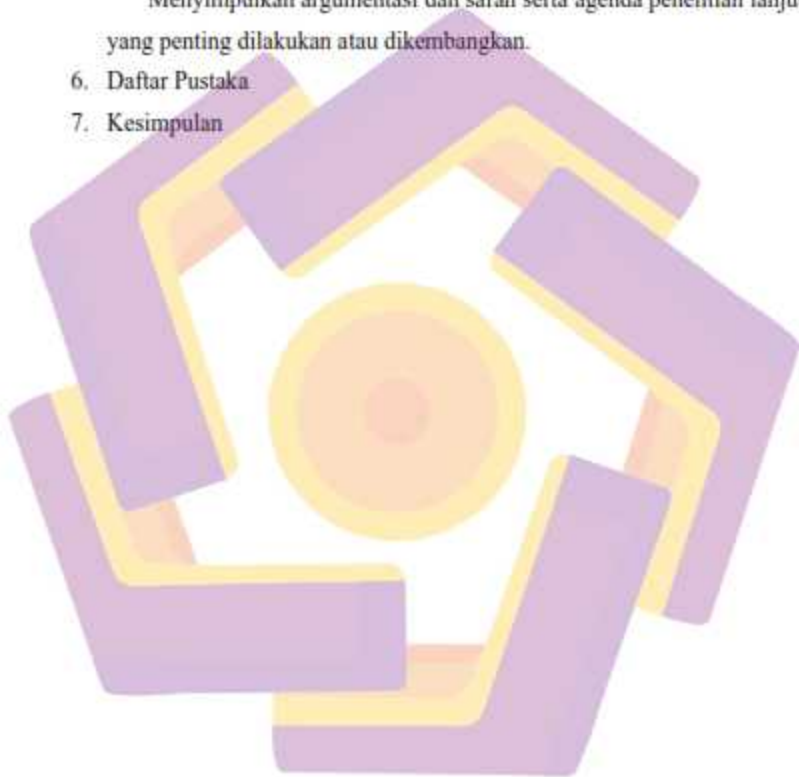 Menyimpulkan argumentasi dan saran serta agenda penelitian
yang penting dilakukan atau dikembangkan.
6. Daftar Pustaka
7. Kesimpulan